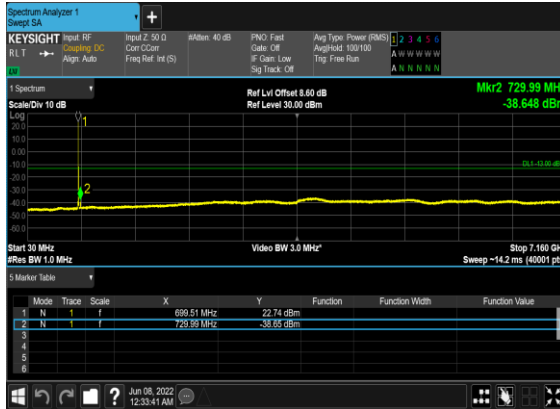 Spectrum Analyzer 1
Swept SA
+
KEYSIGHT Input: RF Input Z: 50 Ω #Atten: 40 dB PNO: Fast Avg Type: Power (RMS) 1 2 3 4 5 6
RLT Coupling: DC Corr CCorr Gate: Off Avg|Hold: 100/100 A W W W W W
Align: Auto Freq Ref: Int (S) IF Gain: Low Trig: Free Run
LU Sig Track: Off A N N N N N
1 Spectrum Ref Lvl Offset 8.60 dB Mkr2 729.99 MH
Scale/Div 10 dB Ref Level 30.00 dBm -38.648 dB
Log
1
20.0
10.0
0.00
-10.0 DL1 -13.00 dB
-20.0
-30.0 2
-40.0
-50.0
-60.0
Start 30 MHz Video BW 3.0 MHz* Stop 7.160 G
#Res BW 1.0 MHz Sweep ~14.2 ms (40001 pt
5 Marker Table
Mode Trace Scale X Y Function Function Width Function Value
1 N 1 f 699.51 MHz 22.74 dBm
2 N 1 f 729.99 MHz -38.65 dBm
3
4
5
6
? Jun 08, 2022
12:33:41 AM